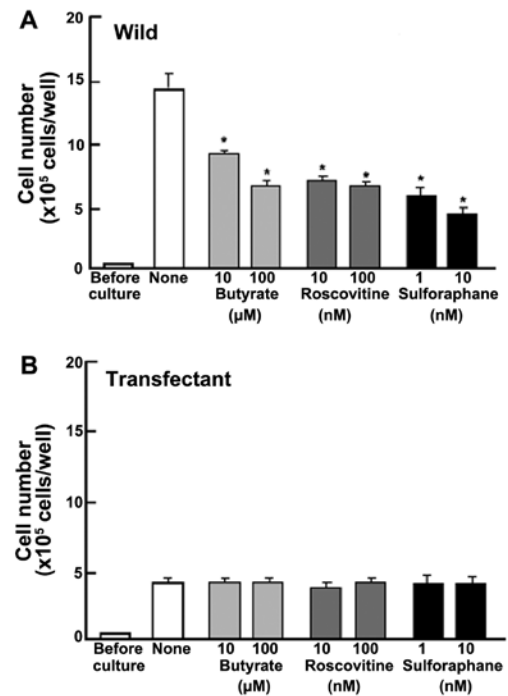 A
Wild
20
15
10
5
0
Cell number
(x10⁵ cells/well)
* * * * * *
Before culture
None
10 100 10 100 1 10
Butyrate Roscovitine Sulforaphane
(µM) (nM) (nM)
B
Transfectant
20
15
10
5
0
Cell number
(x10⁵ cells/well)
Before culture
None
10 100 10 100 1 10
Butyrate Roscovitine Sulforaphane
(µM) (nM) (nM)